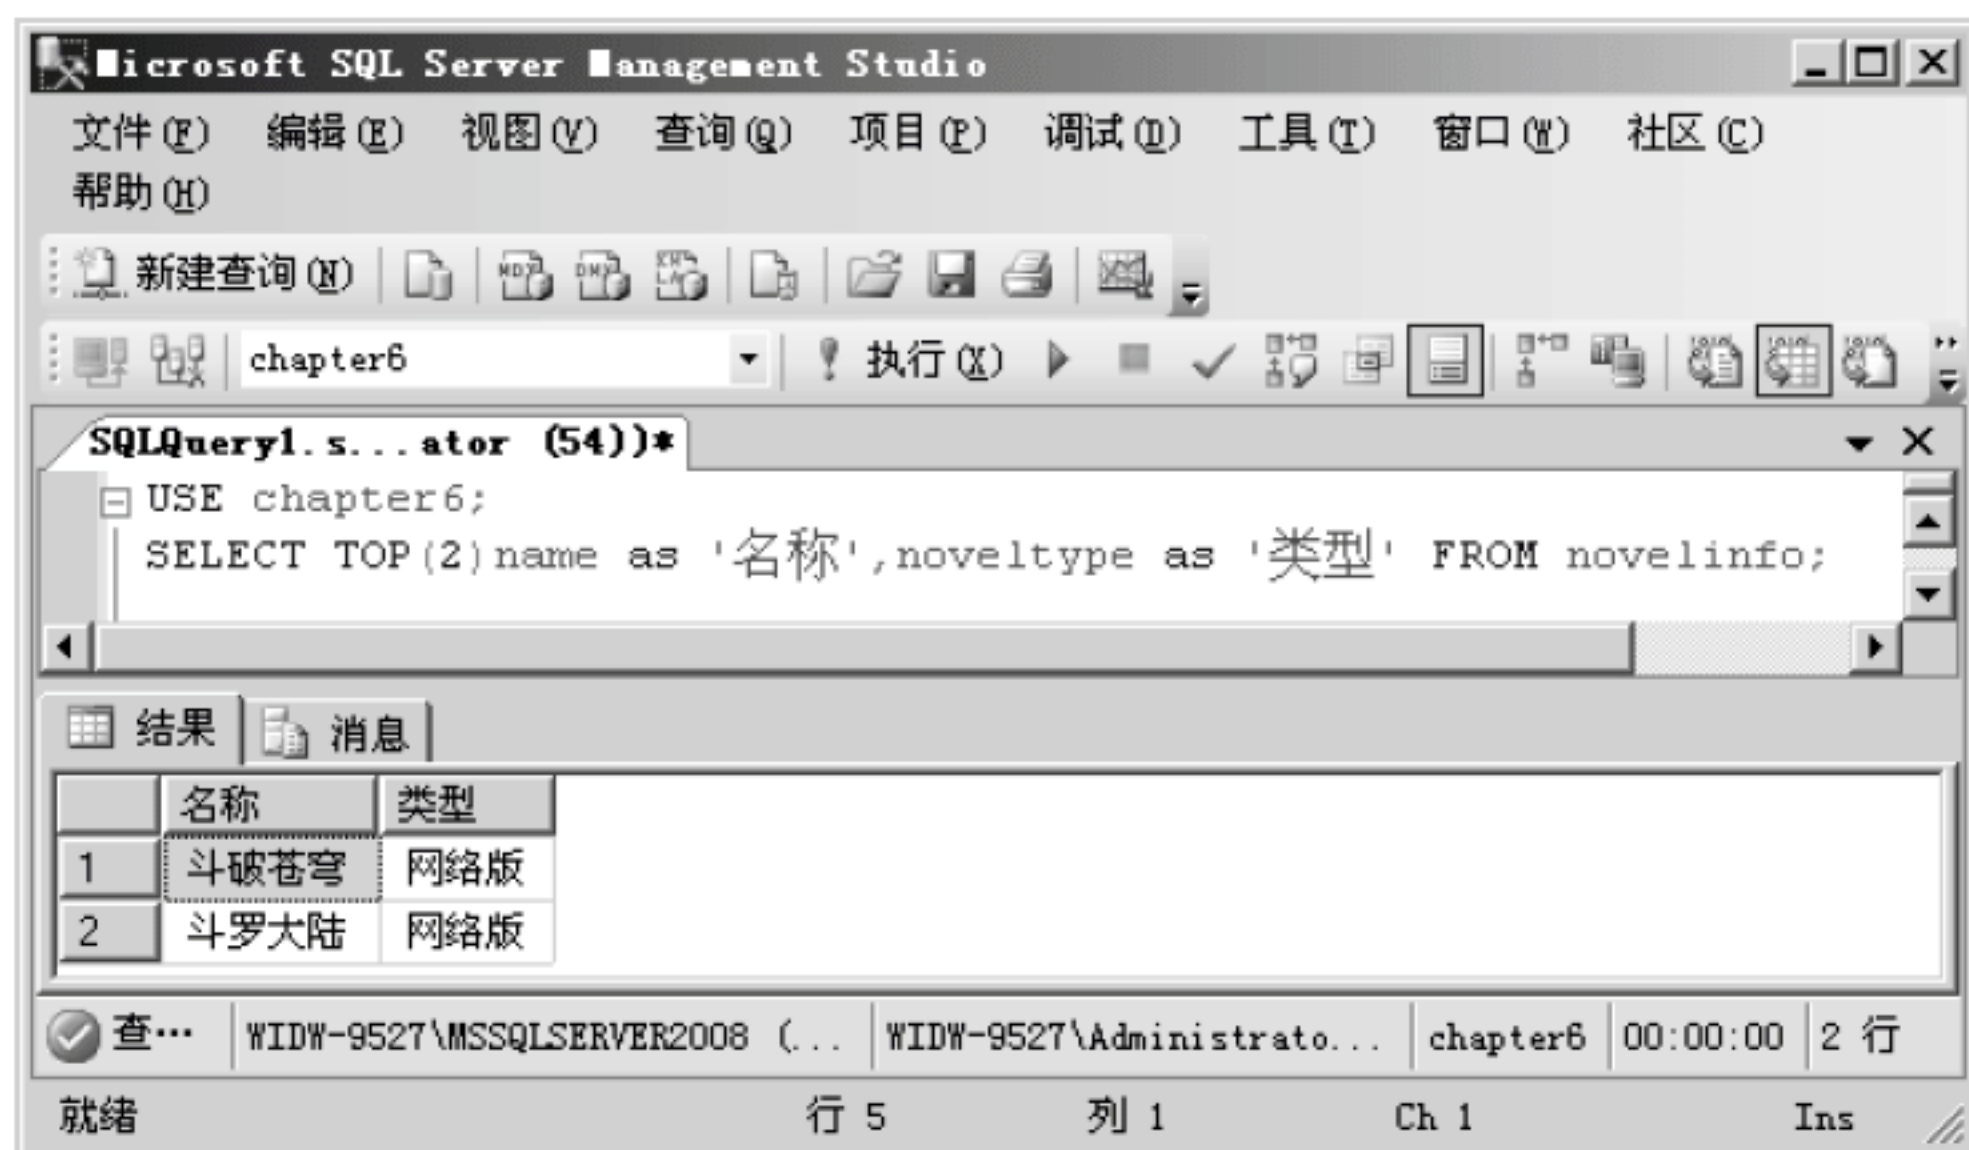 Microsoft SQL Server Management Studio
文件(F) 编辑(E) 视图(V) 查询(Q) 项目(P) 调试(D) 工具(T) 窗口(W) 社区(C)
帮助(H)
新建查询(N)
chapter6 执行(X)
SQLQuery1.s...ator (54))*
USE chapter6;
SELECT TOP(2)name as '名称',noveltype as '类型' FROM novelinfo;
结果 消息
名称 类型
1 斗破苍穹 网络版
2 斗罗大陆 网络版
查… WIDW-9527\MSSQLSERVER2008 (... WIDW-9527\Administrato... chapter6 00:00:00 2 行
就绪 行 5 列 1 Ch 1 Ins